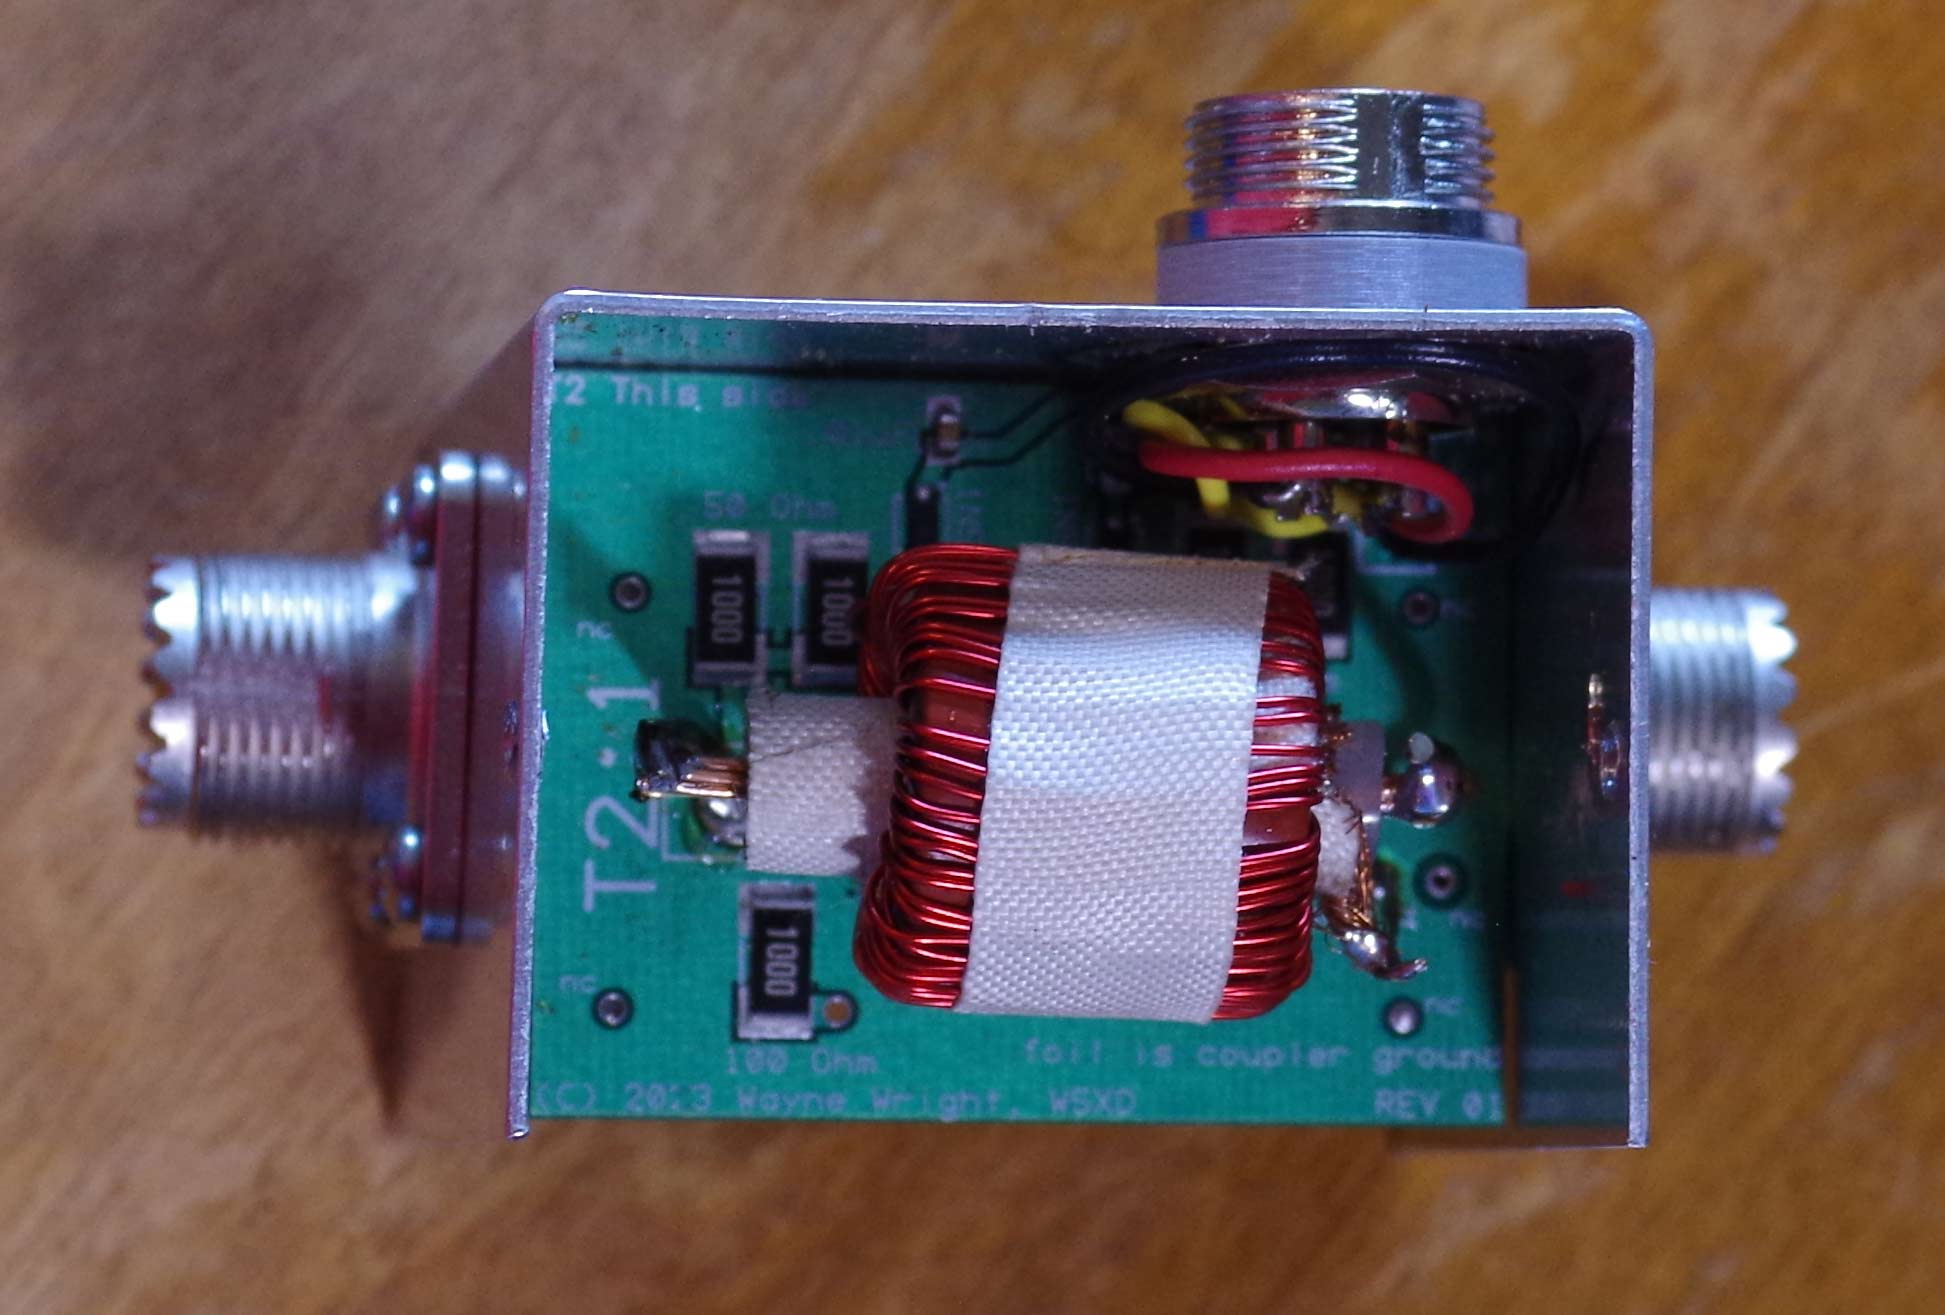 T2 This side
50 Ohm
1000
1000
nc
nc
T2.1
1000
nc
nc
nc
100 Ohm
foil is coupler ground
(C) 2013 Wayne Wright, W5XD
REV 01